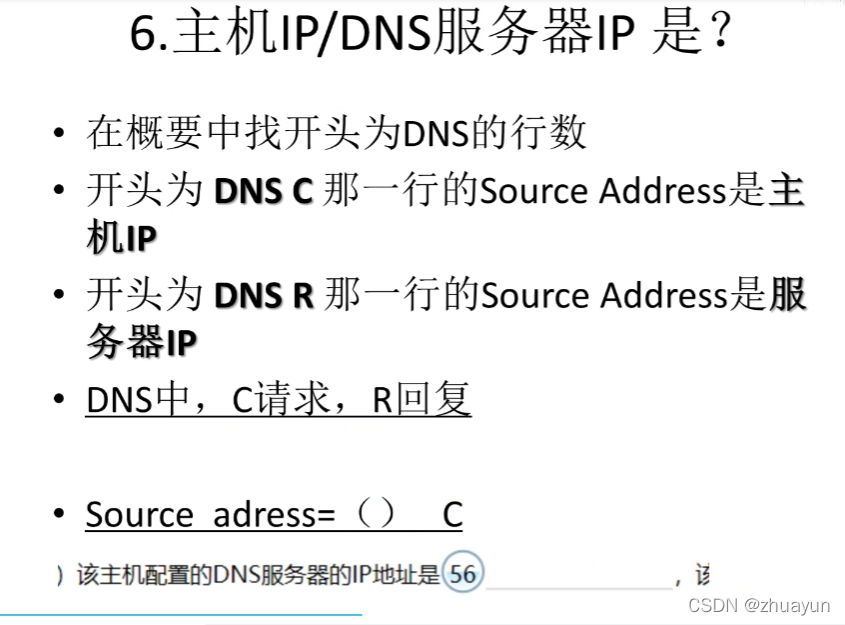 6.主机IP/DNS服务器IP 是？
• 在概要中找开头为DNS的行数
• 开头为 DNS C 那一行的Source Address是主
机IP
• 开头为 DNS R 那一行的Source Address是服
务器IP
• DNS中，C请求，R回复
• Source adress=（） C
）该主机配置的DNS服务器的IP地址是 56 ，
CSDN @zhuayun